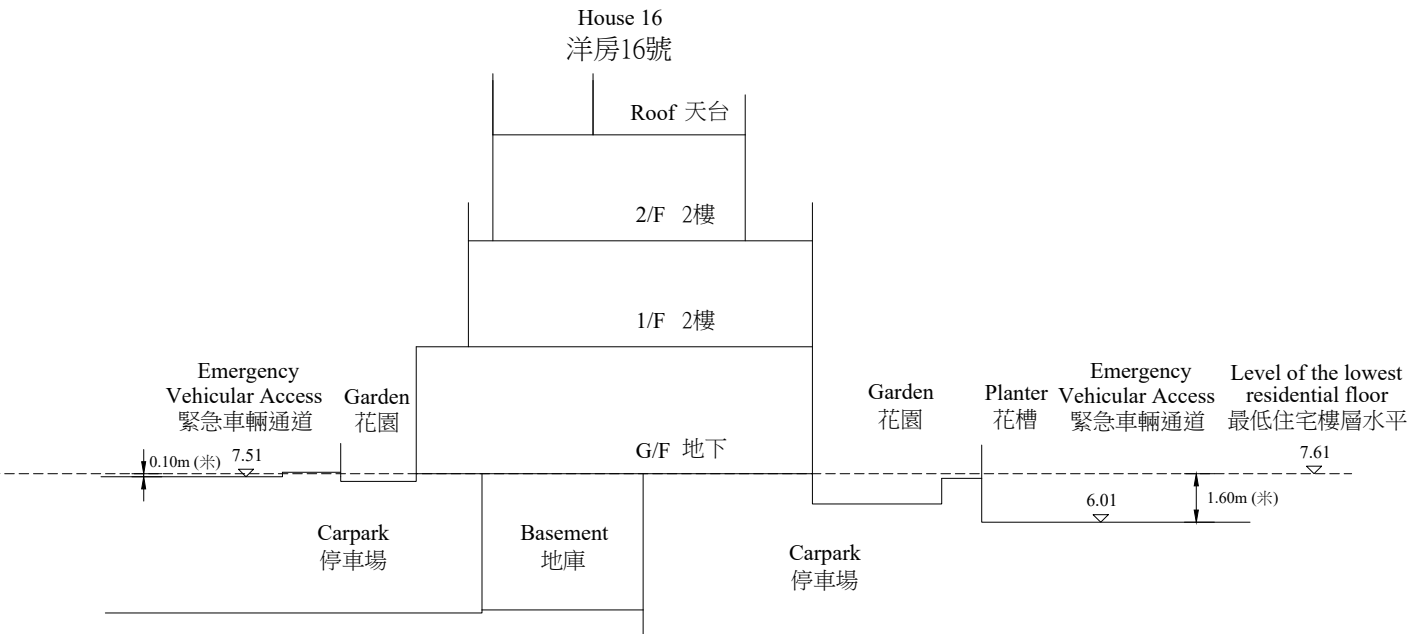 House 16
洋房16號
Roof 天台
2/F 2樓
1/F 2樓
Emergency
Vehicular Access
緊急車輛通道
Garden
花園
Garden
花園
Planter
花槽
Emergency
Vehicular Access
緊急車輛通道
Level of the lowest
residential floor
最低住宅樓層水平
G/F 地下
0.10m (米)
7.51
7.61
6.01
1.60m (米)
Carpark
停車場
Basement
地庫
Carpark
停車場